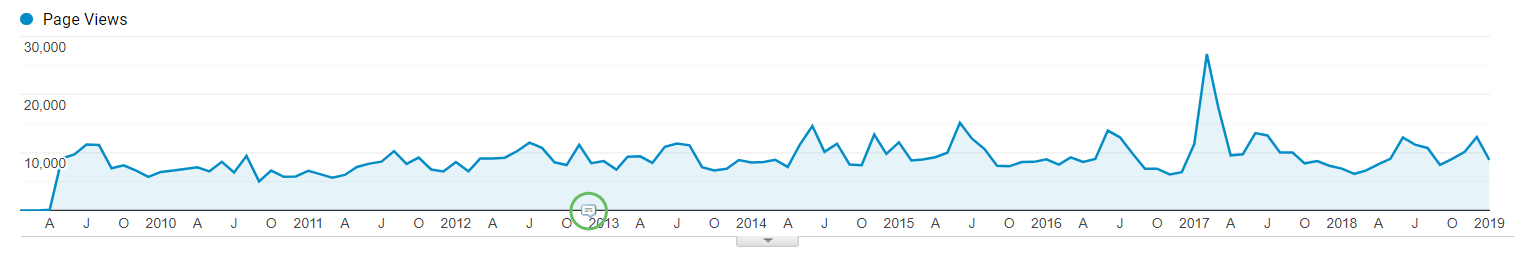 Page Views
30,000
20,000
10,000
A J O 2010 A J O 2011 A J O 2012 A J O 2013 A J O 2014 A J O 2015 A J O 2016 A J O 2017 A J O 2018 A J O 2019